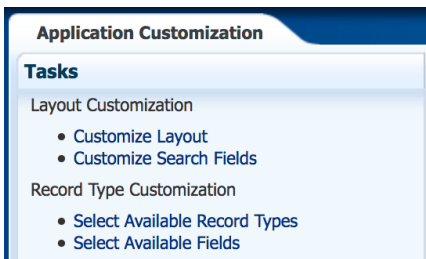 Application Customization
Tasks
Layout Customization
• Customize Layout
• Customize Search Fields
Record Type Customization
• Select Available Record Types
• Select Available Fields